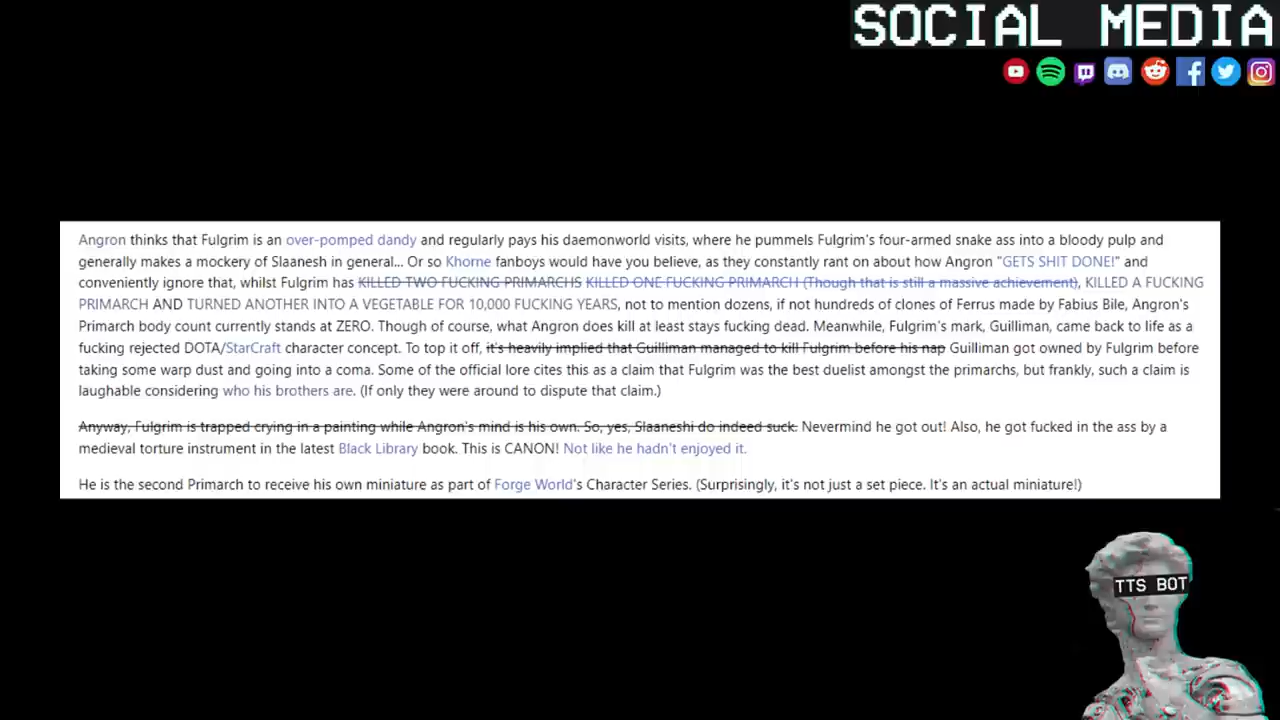 SOCIAL MEDIA
Angron thinks that Fulgrim is an over-pomped dandy and regularly pays his daemonworld visits, where he pummels Fulgrim's four-armed snake ass into a bloody pulp and
generally makes a mockery of Slaanesh in general... Or so Khorne fanboys would have you believe, as they constantly rant on about how Angron "GETS SHIT DONE!" and
conveniently ignore that, whilst Fulgrim has KILLED TWO FUCKING PRIMARCHS KILLED ONE FUCKING PRIMARCH (Though that is still a massive achievement), KILLED A FUCKING
PRIMARCH AND TURNED ANOTHER INTO A VEGETABLE FOR 10,000 FUCKING YEARS, not to mention dozens, if not hundreds of clones of Ferrus made by Fabius Bile, Angron's
Primarch body count currently stands at ZERO. Though of course, what Angron does kill at least stays fucking dead. Meanwhile, Fulgrim's mark, Guilliman, came back to life as a
fucking rejected DOTA/StarCraft character concept. To top it off, it's heavily implied that Guilliman managed to kill Fulgrim before his nap Guilliman got owned by Fulgrim before
taking some warp dust and going into a coma. Some of the official lore cites this as a claim that Fulgrim was the best duelist amongst the primarchs, but frankly, such a claim is
laughable considering who his brothers are. (If only they were around to dispute that claim.)
Anyway, Fulgrim is trapped crying in a painting while Angron's mind is his own. So, yes, Slaaneshi do indeed suck. Nevermind he got out! Also, he got fucked in the ass by a
medieval torture instrument in the latest Black Library book. This is CANON! Not like he hadn't enjoyed it.
He is the second Primarch to receive his own miniature as part of Forge World's Character Series. (Surprisingly, it's not just a set piece. It's an actual miniature!)
TTS BOT